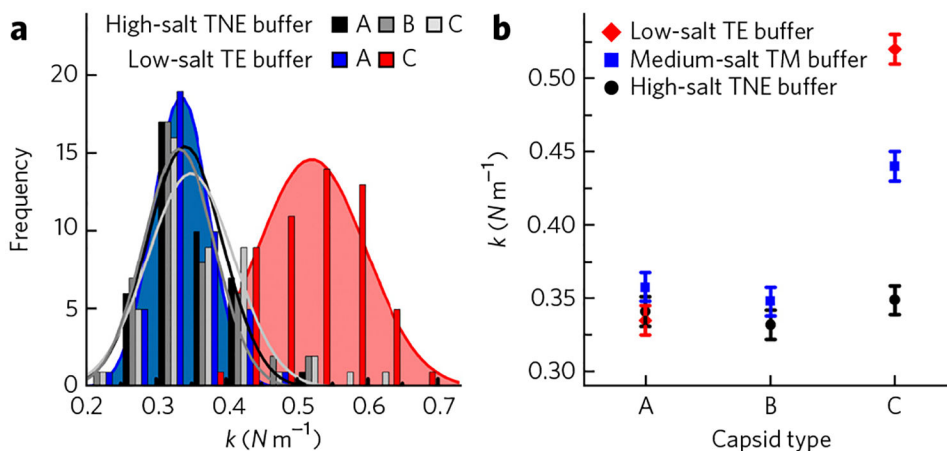 a
High-salt TNE buffer A B C
Low-salt TE buffer A C
Frequency
20
15
10
5
0
0.2 0.3 0.4 0.5 0.6 0.7
k (N m⁻¹)
b
Low-salt TE buffer
Medium-salt TM buffer
High-salt TNE buffer
k (N m⁻¹)
0.50
0.45
0.40
0.35
0.30
A B C
Capsid type